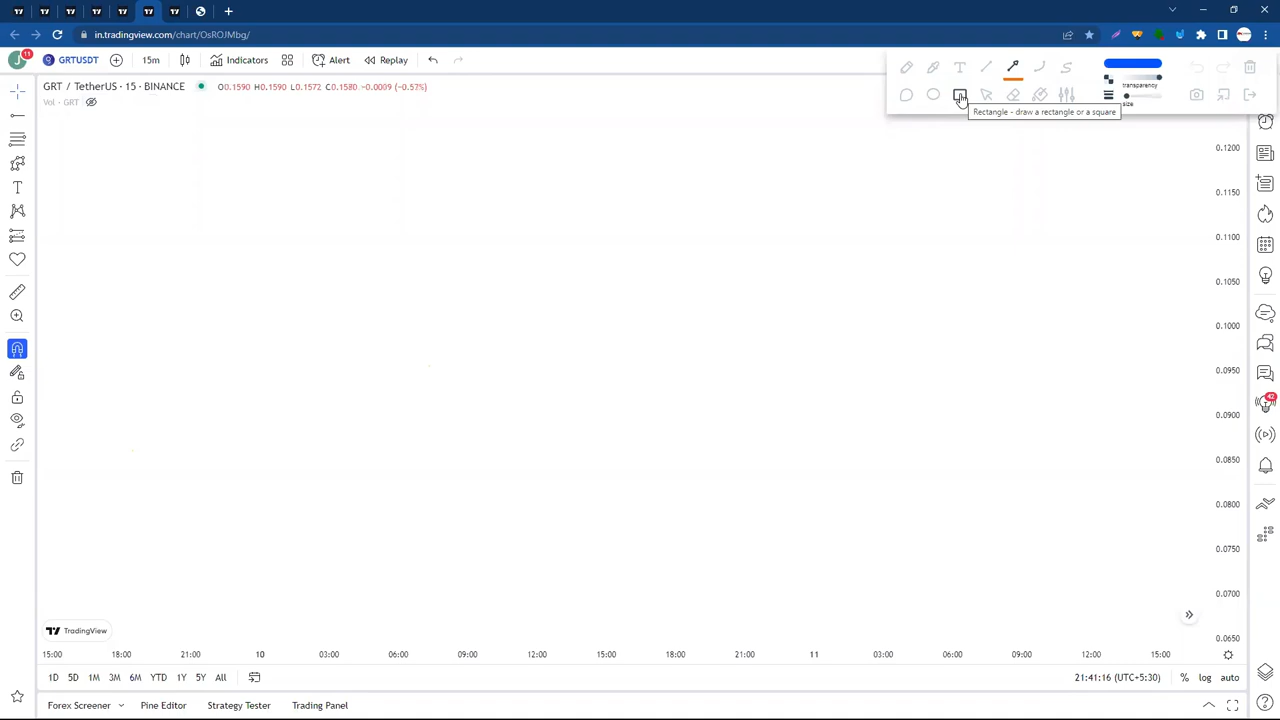 in.tradingview.com/chart/OsROJMbg/
J 11 GRTUSDT 15m Indicators Alert Replay
T S
transparency
size
Rectangle - draw a rectangle or a square
GRT / TetherUS · 15 · BINANCE O0.1590 H0.1590 L0.1572 C0.1580 -0.0009 (-0.57%)
Vol · GRT
0.1200
0.1150
0.1100
0.1050
0.1000
0.0950
0.0900
0.0850
0.0800
0.0750
0.0700
0.0650
T
42
TradingView
15:00 18:00 21:00 10 03:00 06:00 09:00 12:00 15:00 18:00 21:00 11 03:00 06:00 09:00 12:00 15:00
1D 5D 1M 3M 6M YTD 1Y 5Y All 21:41:16 (UTC+5:30) % log auto
Forex Screener Pine Editor Strategy Tester Trading Panel